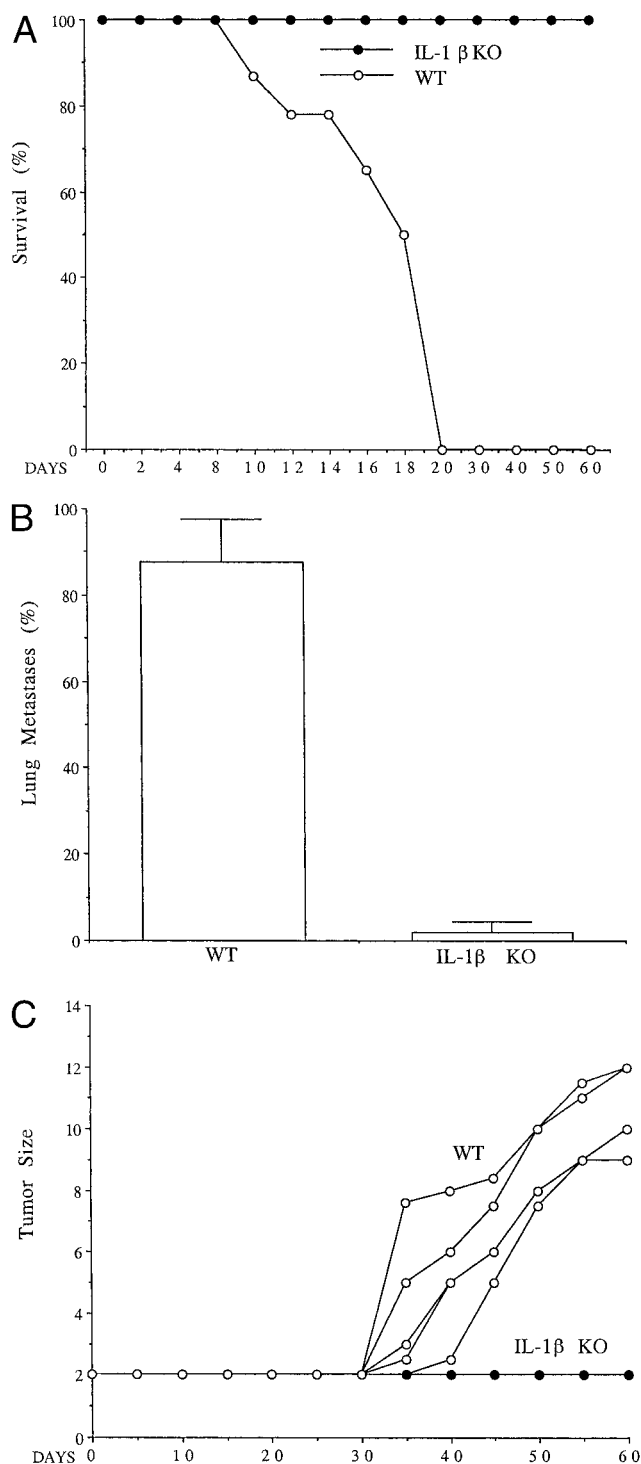 A
100
80
60
40
20
0
Survival (%)
IL-1 β KO
WT
DAYS 0 2 4 8 10 12 14 16 18 20 30 40 50 60
B
100
80
60
40
20
0
Lung Metastases (%)
WT IL-1β KO
C
14
12
10
8
6
4
2
0
Tumor Size
WT
IL-1β KO
DAYS 0 10 20 30 40 50 60